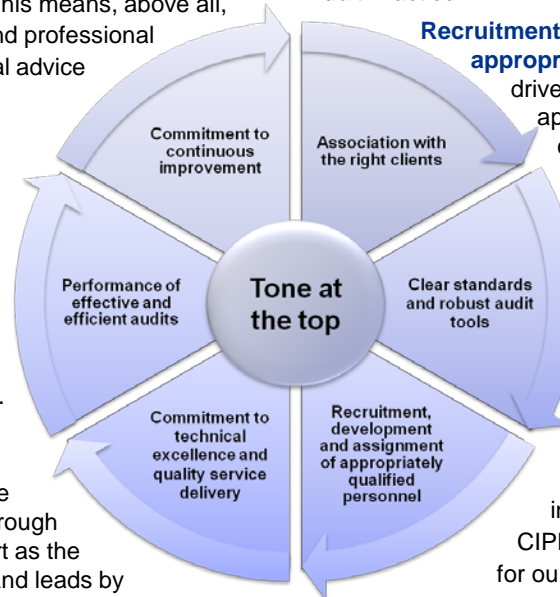 his means, above all,
nd professional
al advice
Recruitment
appropr
drive
ap
Commitment to
continuous
improvement
Association with
the right clients
Performance of
effective and
efficient audits
Tone at
the top
Clear standards
and robust audit
tools
Commitment to
technical
excellence and
quality service
delivery
Recruitment,
development
and assignment
of appropriately
qualified
personnel
e
rough
rt as the
and leads by
in
CIP
for ou